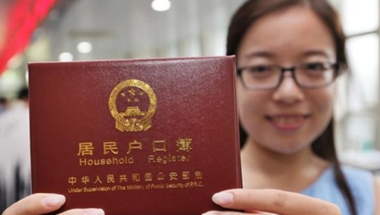 居民户口簿
Household Register
中华人民共和国公安部制
Under Supervision of The Ministry of Public security of P.R.C.